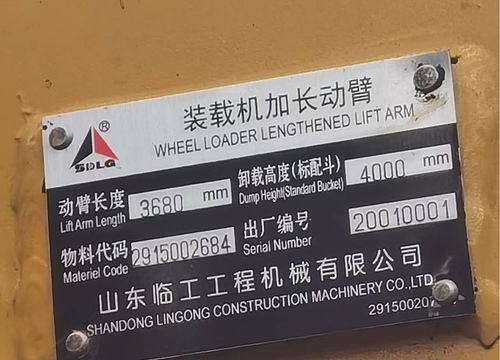 装载机加长动臂
WHEEL LOADER LENGTHENED LIFT ARM
SDLG ®
动臂长度 3680 mm 卸载高度(标配斗) 4000 mm
Lift Arm Length Dump Height(Standard Bucket)
物料代码 2915002684 出厂编号 20010001
Materiel Code Serial Number
山东临工工程机械有限公司
SHANDONG LINGONG CONSTRUCTION MACHINERY CO.,LTD.